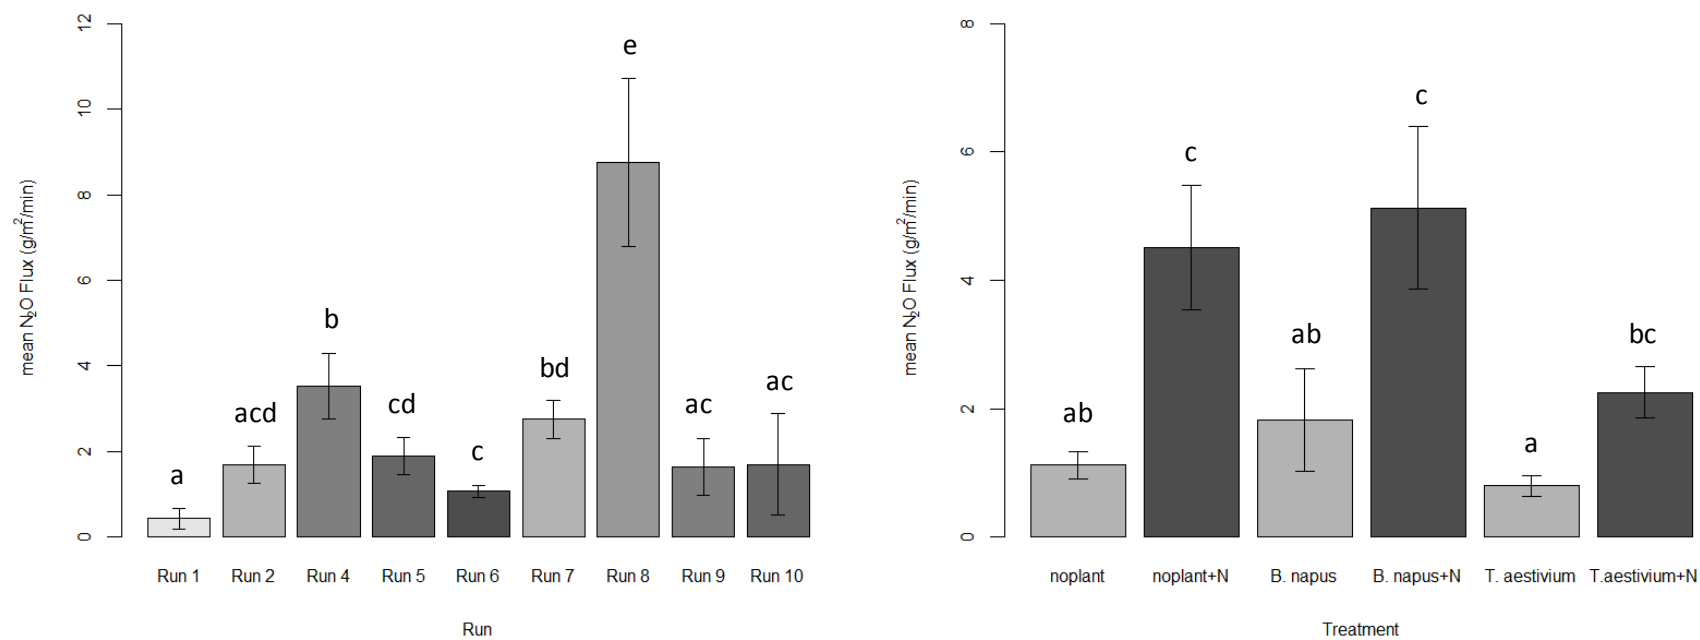 12
10
8
6
4
2
0
mean N₂O Flux (g/m²/min)
a
acd
b
cd
c
bd
e
ac
ac
Run 1
Run 2
Run 4
Run 5
Run 6
Run 7
Run 8
Run 9
Run 10
Run
8
6
4
2
0
mean N₂O Flux (g/m²/min)
ab
c
ab
c
a
bc
noplant
noplant+N
B. napus
B. napus+N
T. aestivium
T.aestivium+N
Treatment